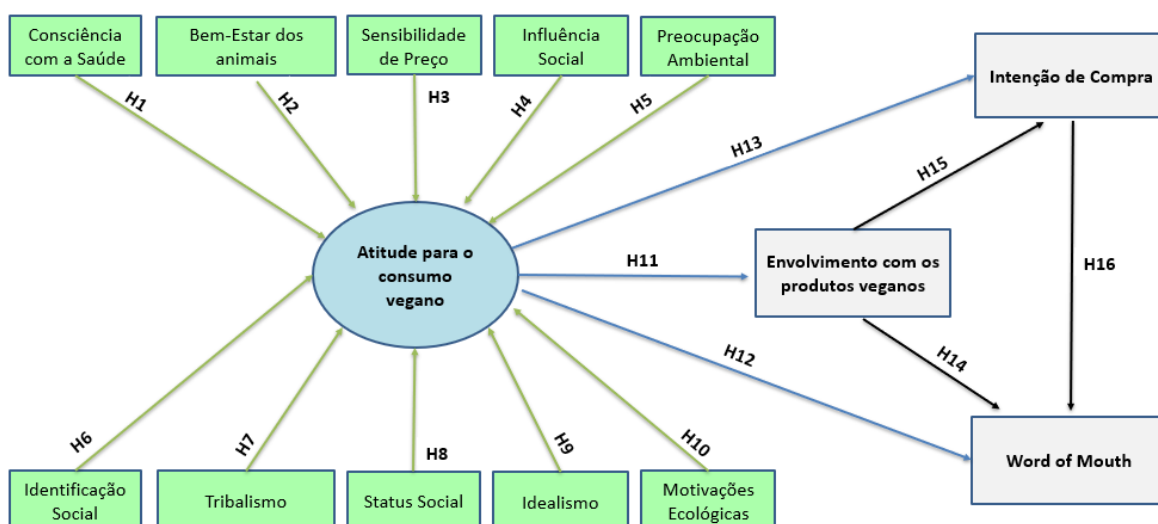 Consciência
com a Saúde
Bem-Estar dos
animais
Sensibilidade
de Preço
Influência
Social
Preocupação
Ambiental
Intenção de Compra
H1
H2
H3
H4
H5
H13
H15
Atitude para o
consumo
vegano
H11
Envolvimento com os
produtos veganos
H16
H12
H14
H6
H7
H8
H9
H10
Word of Mouth
Identificação
Social
Tribalismo
Status Social
Idealismo
Motivações
Ecológicas